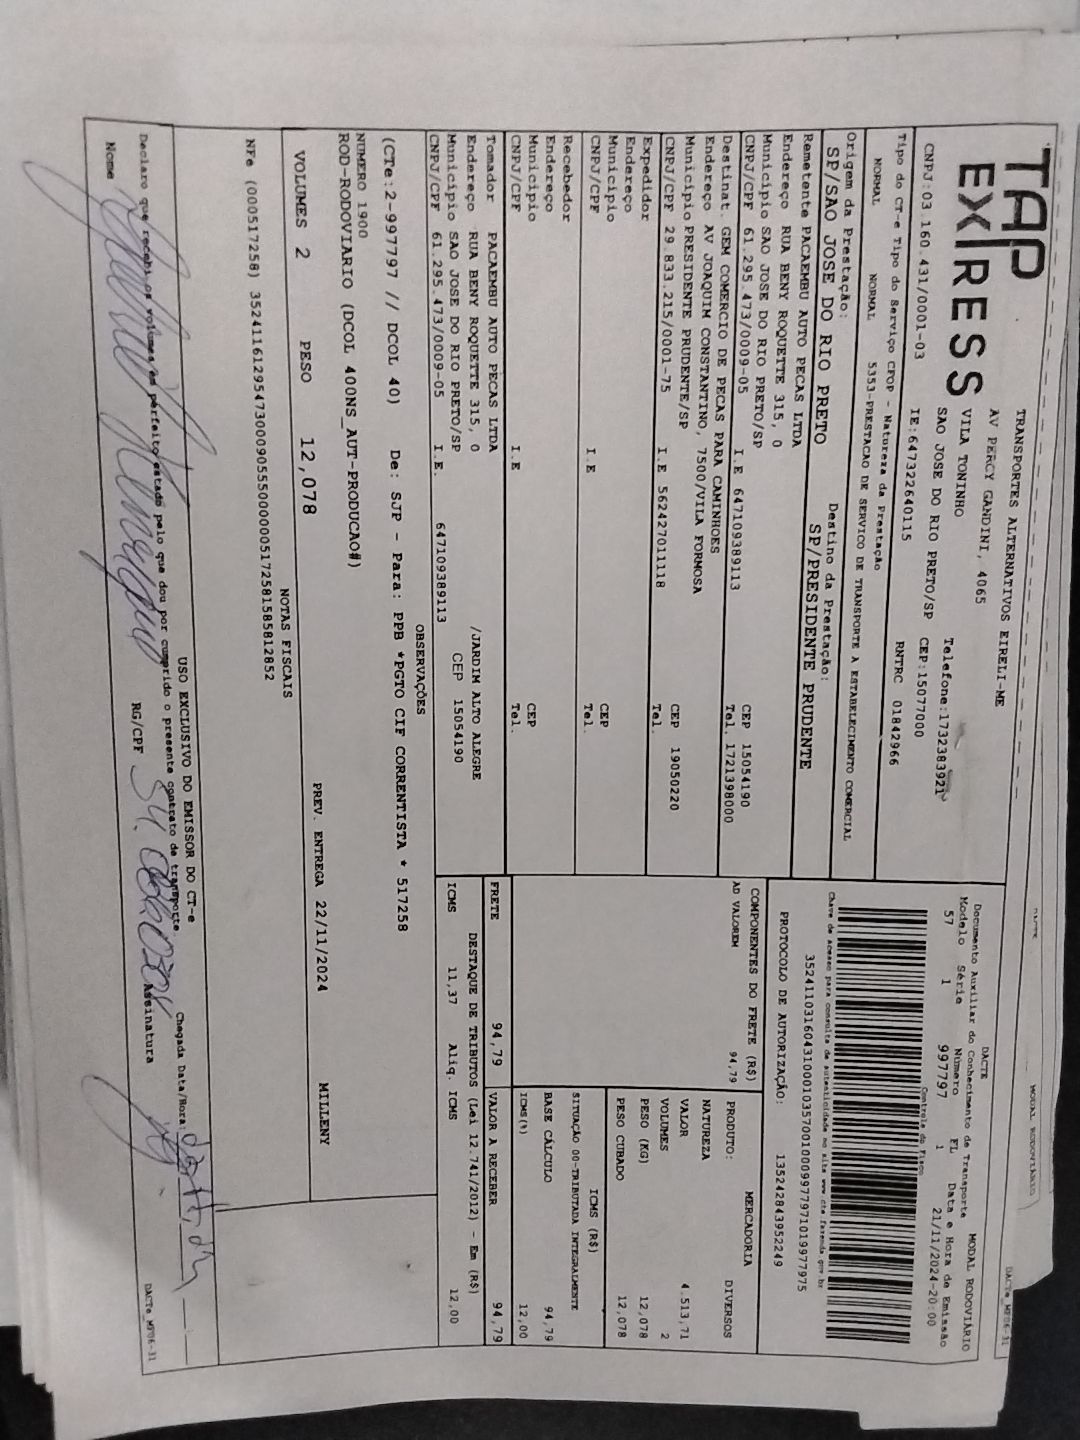 TAP
EXPRESS
TRANSPORTES ALTERNATIVOS EIRELI-ME
AV PERCY GANDINI, 4065
VILA TONINHO
SAO JOSE DO RIO PRETO/SP Telefone:1732383921
CNPJ:03.160.431/0001-03 IE:647322640115 CEP:15077000
RNTRC 01842966
Tipo do CT-e Tipo do Serviço CFOP - Natureza da Prestação
NORMAL NORMAL 5353-PRESTACAO DE SERVICO DE TRANSPORTE A ESTABELECIMENTO COMERCIAL
Origem da Prestação: Destino da Prestação:
SP/SAO JOSE DO RIO PRETO SP/PRESIDENTE PRUDENTE
Remetente PACAEMBU AUTO PECAS LTDA
Endereço RUA BENY ROQUETTE 315, 0
Município SAO JOSE DO RIO PRETO/SP CEP 15054190
CNPJ/CPF 61.295.473/0009-05 I.E 647109389113 Tel. 1721398000
Destinat. GEM COMERCIO DE PECAS PARA CAMINHOES
Endereço AV JOAQUIM CONSTANTINO, 7500/VILA FORMOSA
Município PRESIDENTE PRUDENTE/SP CEP 19050220
CNPJ/CPF 29.833.215/0001-75 I.E 562427011118 Tel.
Expedidor
Endereço
Município CEP
CNPJ/CPF I.E Tel.
Recebedor
Endereço
Município CEP
CNPJ/CPF I.E Tel.
Tomador PACAEMBU AUTO PECAS LTDA
Endereço RUA BENY ROQUETTE 315, 0 /JARDIM ALTO ALEGRE
Município SAO JOSE DO RIO PRETO/SP CEP 15054190
CNPJ/CPF 61.295.473/0009-05 I.E. 647109389113
DACTE MODAL RODOVIÁRIO
Documento Auxiliar do Conhecimento de Transporte
Modelo Série Número FL Data e Hora de Emissão
57 1 997797 1 21/11/2024-20:00
Controle do Fisco
Chave de acesso para consulta de autenticidade no site www.cte.fazenda.gov.br
35241103160431000103570010009977971019977975
PROTOCOLO DE AUTORIZAÇÃO: 135242843952249
COMPONENTES DO FRETE (R$)
AD VALOREM 94,79
PRODUTO: MERCADORIA
NATUREZA DIVERSOS
VALOR 4.513,71
VOLUMES 2
PESO (KG) 12,078
PESO CUBADO 12,078
ICMS (R$)
SITUAÇÃO 00-TRIBUTADA INTEGRALMENTE
BASE CÁLCULO 94,79
ICMS(%) 12,00
FRETE 94,79 VALOR A RECEBER 94,79
DESTAQUE DE TRIBUTOS (Lei 12.741/2012) - Em (R$)
ICMS 11,37 Aliq. ICMS 12,00
OBSERVAÇÕES
(CTe:2-997797 // DCOL 40) De: SJP - Para: PPB *PGTO CIF CORRENTISTA * 517258
NUMERO 1900
ROD-RODOVIARIO (DCOL 400NS_AUT-PRODUCAO#)
VOLUMES 2 PESO 12,078 PREV. ENTREGA 22/11/2024 MILLENY
NOTAS FISCAIS
NFe (000517258) 35241161295473000905550000005172581585812852
USO EXCLUSIVO DO EMISSOR DO CT-e
Declaro que recebi os volumes em perfeito estado pelo que dou por cumprido o presente contrato de transporte Chegada Data/Hora:
Nome RG/CPF Assinatura
DACTe_MP06-31
DACTE
MODAL RODOVIÁRIO
DACTe_MP06-31